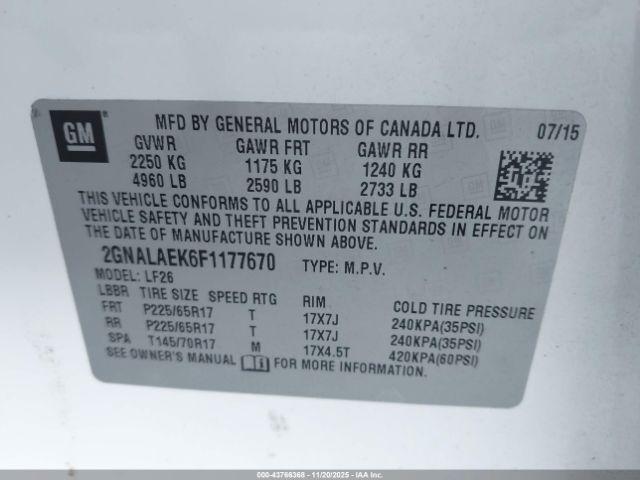 GM
MFD BY GENERAL MOTORS OF CANADA LTD. 07/15
GVWR GAWR FRT GAWR RR
2250 KG 1175 KG 1240 KG
4960 LB 2590 LB 2733 LB
THIS VEHICLE CONFORMS TO ALL APPLICABLE U.S. FEDERAL MOTOR
VEHICLE SAFETY AND THEFT PREVENTION STANDARDS IN EFFECT ON
THE DATE OF MANUFACTURE SHOWN ABOVE.
2GNALAEK6F1177670 TYPE: M.P.V.
MODEL: LF26
LBBR TIRE SIZE SPEED RTG RIM COLD TIRE PRESSURE
FRT P225/65R17 T 17X7J 240KPA(35PSI)
RR P225/65R17 T 17X7J 240KPA(35PSI)
SPA T145/70R17 M 17X4.5T 420KPA(60PSI)
SEE OWNER'S MANUAL FOR MORE INFORMATION.
000-43766368 - 11/20/2025 - IAAI.COM